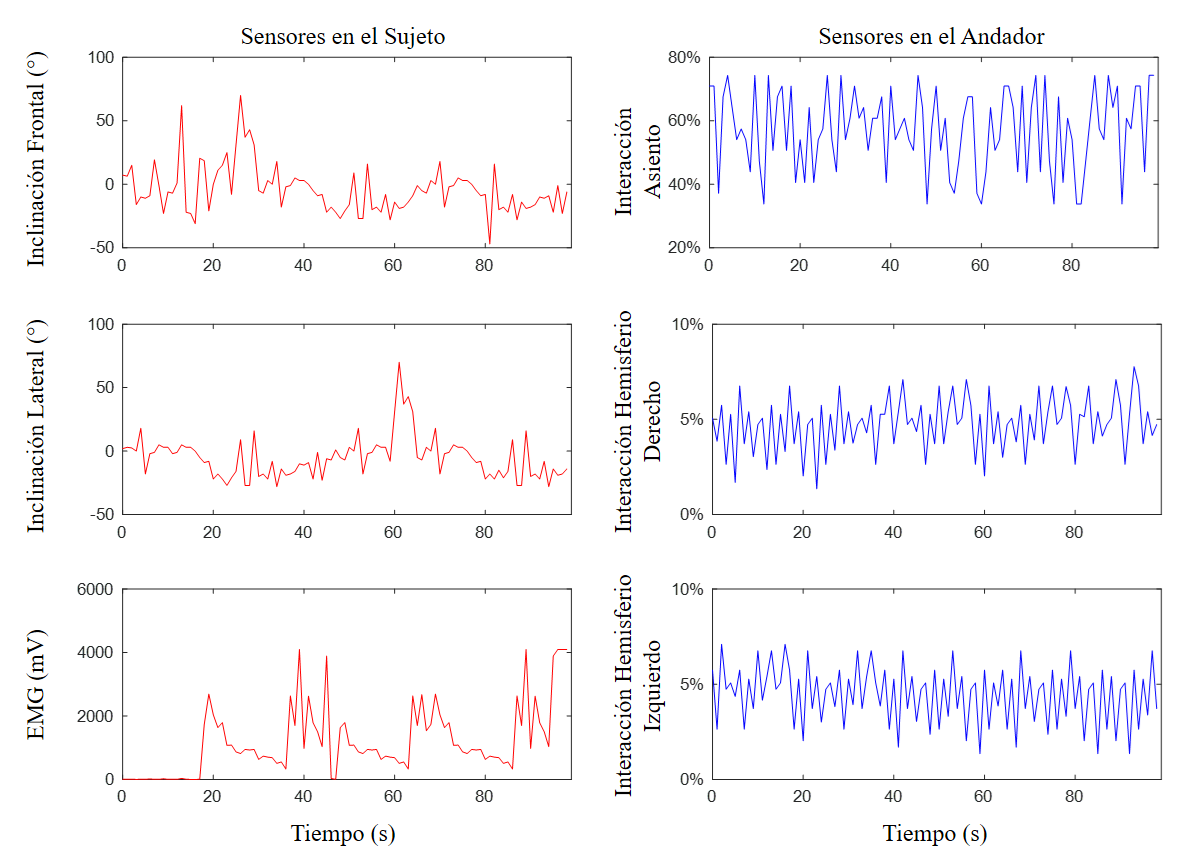 Sensores en el Sujeto
Inclinación Frontal (°)
100
50
0
-50
0 20 40 60 80
Sensores en el Andador
Interacción
Asiento
80%
60%
40%
20%
0 20 40 60 80
Inclinación Lateral (°)
100
50
0
-50
0 20 40 60 80
Interacción Hemisferio
Derecho
10%
5%
0%
0 20 40 60 80
EMG (mV)
6000
4000
2000
0
0 20 40 60 80
Tiempo (s)
Interacción Hemisferio
Izquierdo
10%
5%
0%
0 20 40 60 80
Tiempo (s)